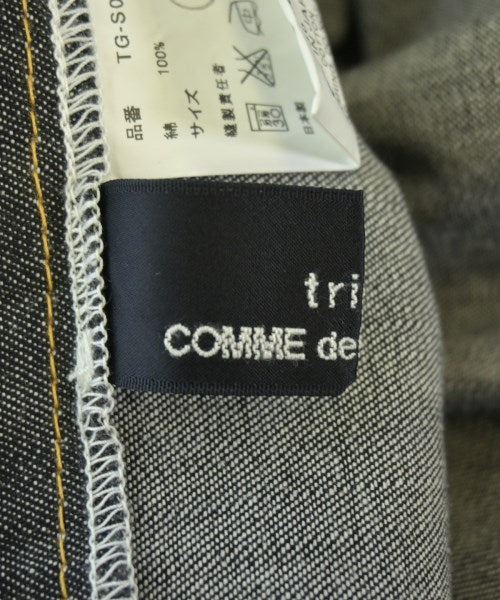 品番 TG-S0
綿 100%
サイズ
縫製責任者
日本製
tri
COMME de